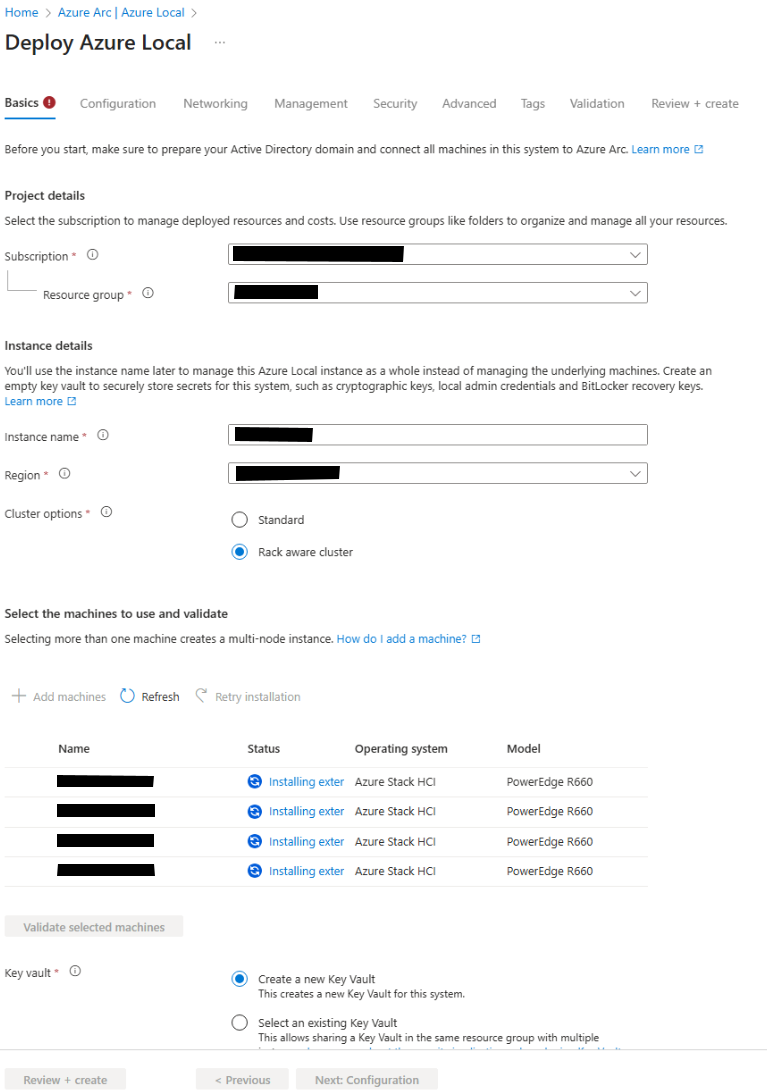 Home > Azure Arc | Azure Local >
Deploy Azure Local ...
Basics Configuration Networking Management Security Advanced Tags Validation Review + create
Before you start, make sure to prepare your Active Directory domain and connect all machines in this system to Azure Arc. Learn more
Project details
Select the subscription to manage deployed resources and costs. Use resource groups like folders to organize and manage all your resources.
Subscription *
Resource group *
Instance details
You'll use the instance name later to manage this Azure Local instance as a whole instead of managing the underlying machines. Create an
empty key vault to securely store secrets for this system, such as cryptographic keys, local admin credentials and BitLocker recovery keys.
Learn more
Instance name *
Region *
Cluster options *
Standard
Rack aware cluster
Select the machines to use and validate
Selecting more than one machine creates a multi-node instance. How do I add a machine?
Add machines Refresh Retry installation
Name Status Operating system Model
Installing exter Azure Stack HCI PowerEdge R660
Installing exter Azure Stack HCI PowerEdge R660
Installing exter Azure Stack HCI PowerEdge R660
Installing exter Azure Stack HCI PowerEdge R660
Validate selected machines
Key vault *
Create a new Key Vault
This creates a new Key Vault for this system.
Select an existing Key Vault
This allows sharing a Key Vault in the same resource group with multiple
Review + create < Previous Next: Configuration